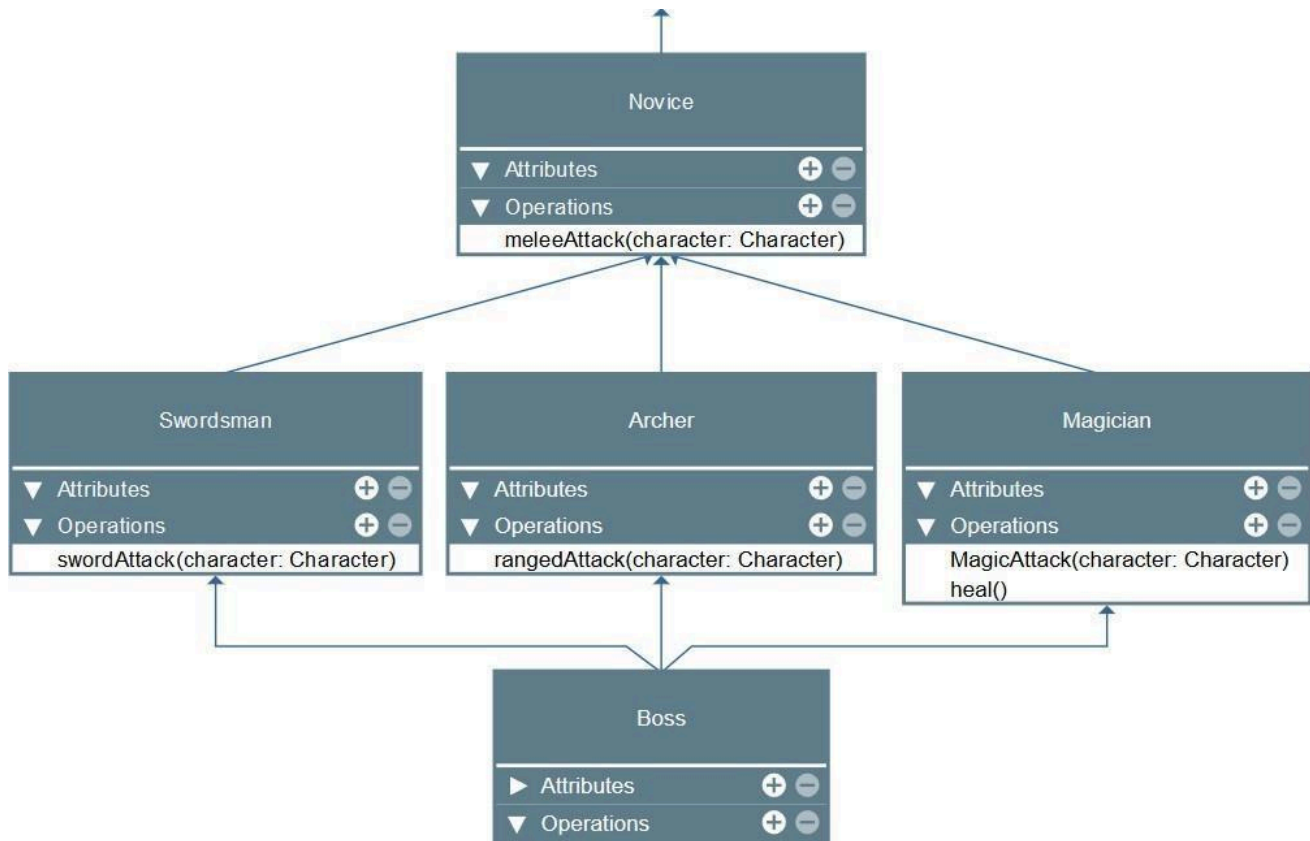 Novice
Attributes
Operations
meleeAttack(character: Character)
Swordsman
Attributes
Operations
swordAttack(character: Character)
Archer
Attributes
Operations
rangedAttack(character: Character)
Magician
Attributes
Operations
MagicAttack(character: Character)
heal()
Boss
Attributes
Operations